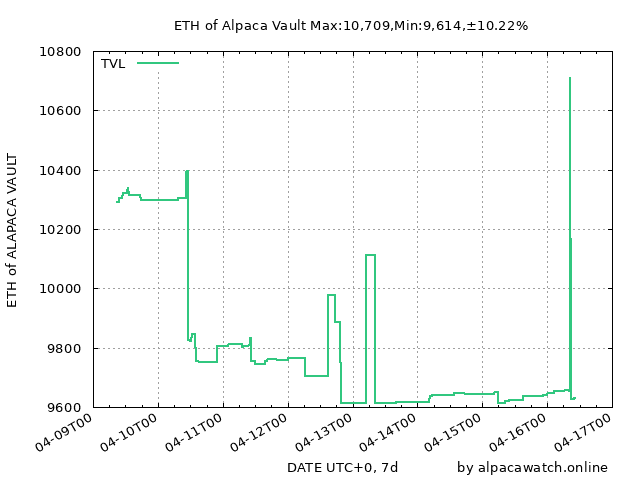 ETH of Alpaca Vault Max:10,709,Min:9,614,±10.22%
TVL
10800
10600
10400
10200
10000
9800
9600
ETH of ALAPACA VAULT
04-09T00
04-10T00
04-11T00
04-12T00
04-13T00
04-14T00
04-15T00
04-16T00
04-17T00
DATE UTC+0, 7d
by alpacawatch.online